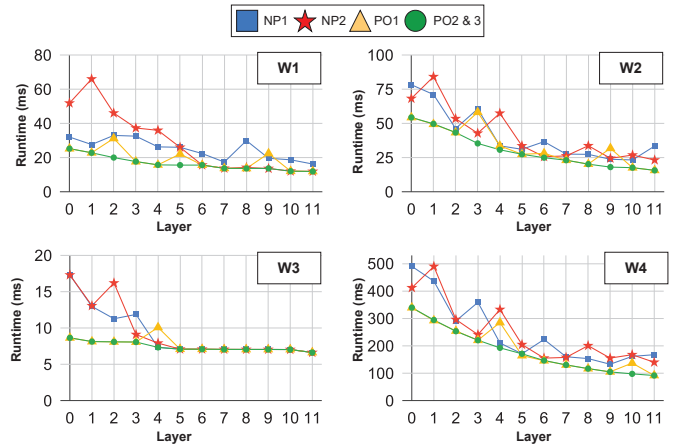 NP1 NP2 PO1 PO2 & 3
W1
Runtime (ms)
80
60
40
20
0
0 1 2 3 4 5 6 7 8 9 10 11
Layer
W2
Runtime (ms)
100
75
50
25
0
0 1 2 3 4 5 6 7 8 9 10 11
Layer
W3
Runtime (ms)
20
15
10
5
0
0 1 2 3 4 5 6 7 8 9 10 11
Layer
W4
Runtime (ms)
500
400
300
200
100
0
0 1 2 3 4 5 6 7 8 9 10 11
Layer